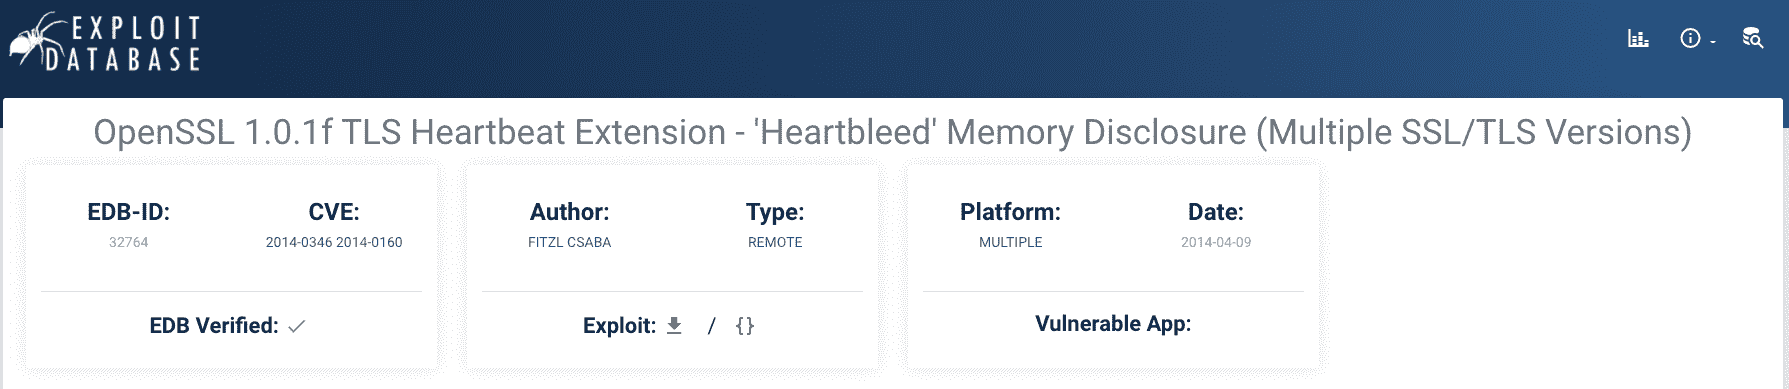 EXPLOIT
DATABASE
OpenSSL 1.0.1f TLS Heartbeat Extension - 'Heartbleed' Memory Disclosure (Multiple SSL/TLS Versions)
EDB-ID:
32764
CVE:
2014-0346 2014-0160
EDB Verified:
Author:
FITZL CSABA
Type:
REMOTE
Exploit: / {}
Platform:
MULTIPLE
Date:
2014-04-09
Vulnerable App: